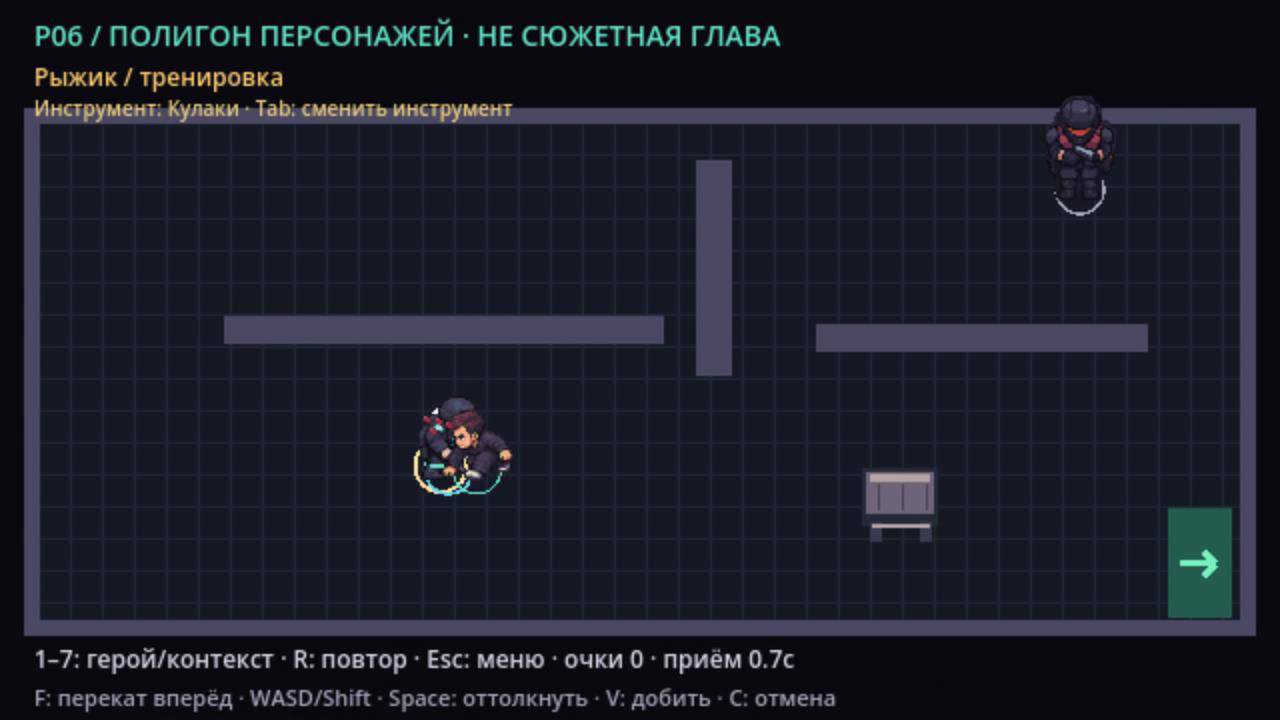 P06 / ПОЛИГОН ПЕРСОНАЖЕЙ · НЕ СЮЖЕТНАЯ ГЛАВА
Рыжик / тренировка
Инструмент: Кулаки · Tab: сменить инструмент
→
1–7: герой/контекст · R: повтор · Esc: меню · очки 0 · приём 0.7с
F: перекат вперёд · WASD/Shift · Space: оттолкнуть · V: добить · C: отмена